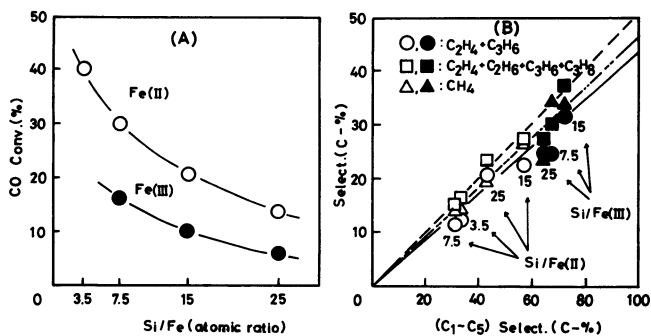 (A)
50
40
30
20
10
0
CO Conv.(%)
Fe(II)
Fe(III)
3.5 7.5 15 25
Si/Fe (atomic ratio)
(B)
50
40
30
20
10
0
Select.(C-%)
○,●: C2H4+C3H6
□,■: C2H4+C2H6+C3H6+C3H8
△,▲: CH4
15
7.5
25
15
25
3.5
7.5
Si/Fe(III)
Si/Fe(II)
20 40 60 80 100
(C1~C5) Select. (C-%)